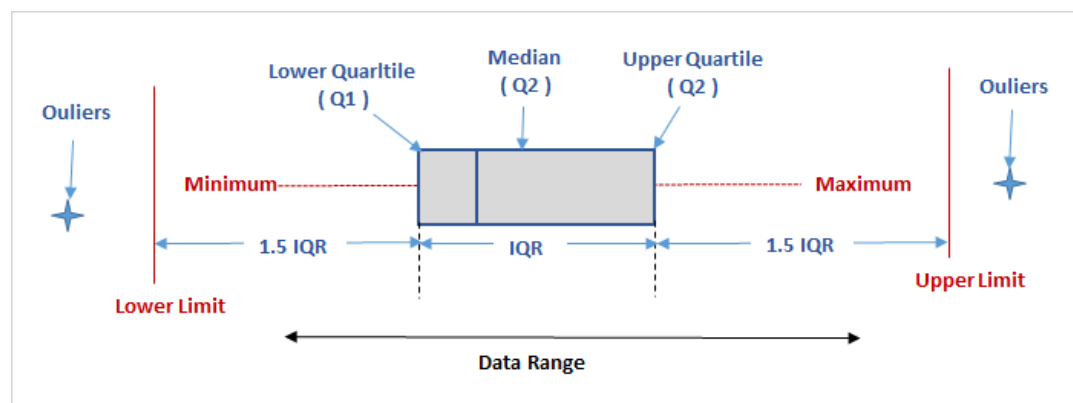 Median
( Q2 )
Lower Quarltile
( Q1 )
Upper Quartile
( Q2 )
Ouliers
Ouliers
Minimum
Maximum
1.5 IQR
IQR
1.5 IQR
Lower Limit
Upper Limit
Data Range